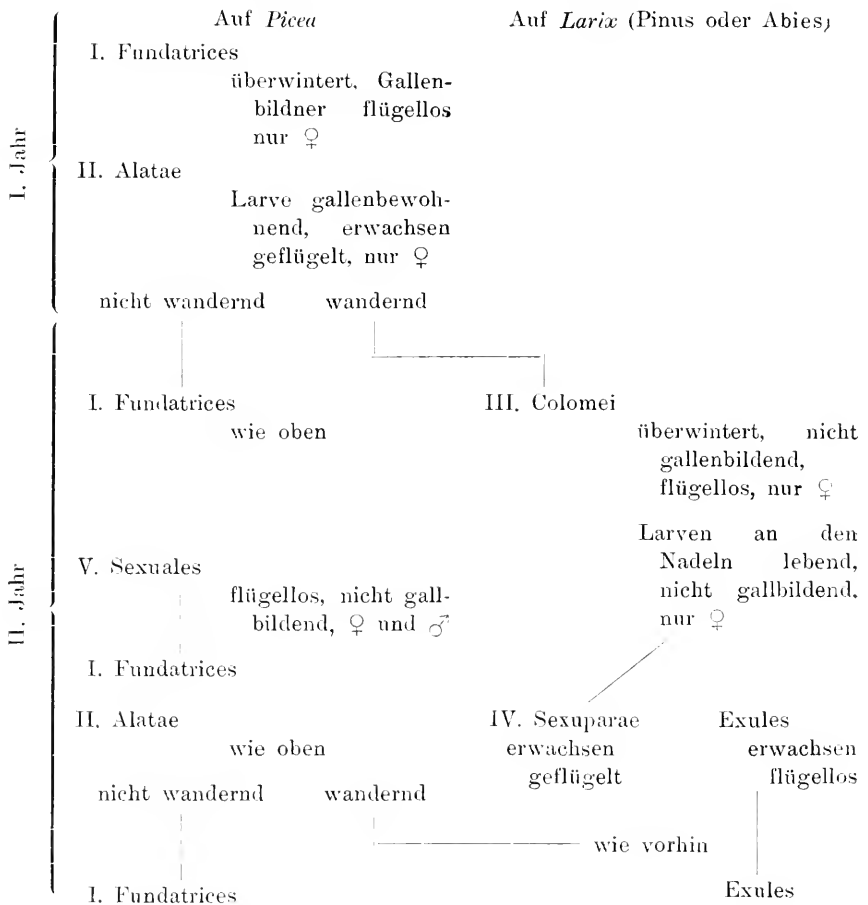 Auf Picea
Auf Larix (Pinus oder Abies)
I. Jahr
I. Fundatrices
überwintert, Gallen-
bildner flügellos
nur ♀
II. Alatae
Larve gallenbewoh-
nend, erwachsen
geflügelt, nur ♀
nicht wandernd wandernd
II. Jahr
I. Fundatrices
wie oben
III. Colomei
überwintert, nicht
gallenbildend,
flügellos, nur ♀
Larven an den
Nadeln lebend,
nicht gallbildend,
nur ♀
V. Sexuales
flügellos, nicht gall-
bildend, ♀ und ♂
I. Fundatrices
II. Alatae
wie oben
IV. Sexuparae
erwachsen
geflügelt
Exules
erwachsen
flügellos
nicht wandernd wandernd
wie vorhin
I. Fundatrices
Exules